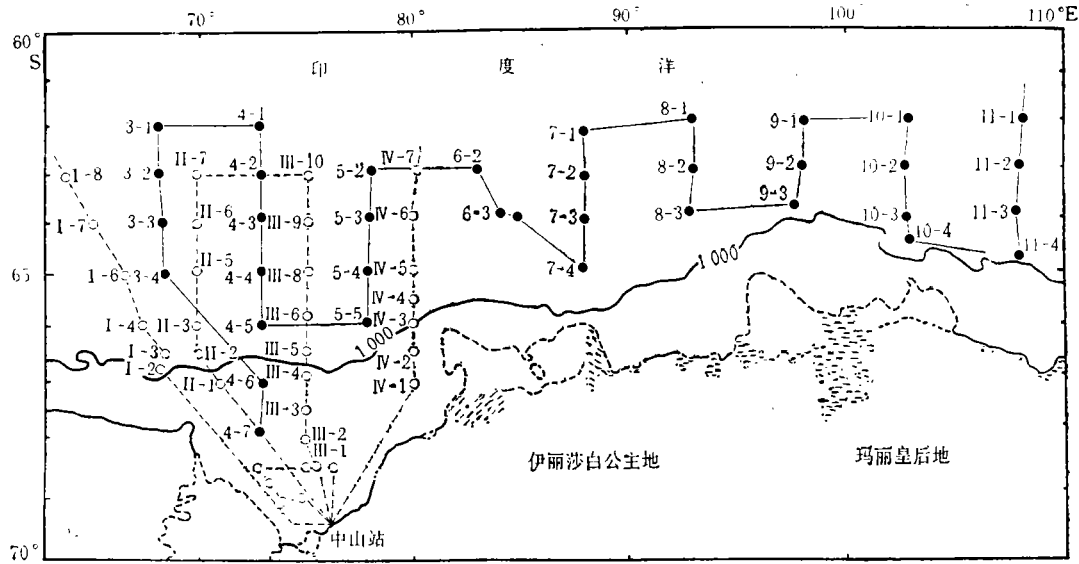 70° 80° 90° 100° 110°E
60°
S
印 度 洋
3-1 4-1 7-1 8-1 9-1 10-1 11-1
I-8 3-2 II-7 4-2 III-10 5-2 IV-7 6-2 7-2 8-2 9-2 10-2 11-2
I-7 3-3 II-6 4-3 III-9 5-3 IV-6 6-3 7-3 8-3 9-3 10-3 11-3
10-4 11-4
65 I-6 3-4 II-5 4-4 III-8 5-4 IV-5 7-4 1000
IV-4
I-4 II-3 4-5 III-6 5-5 IV-3
I-3 II-2 III-5 1000 IV-2
I-2 II-1 4-6 III-4 IV-1
III-3
4-7 III-2
III-1
伊丽莎白公主地 玛丽皇后地
中山站
70°